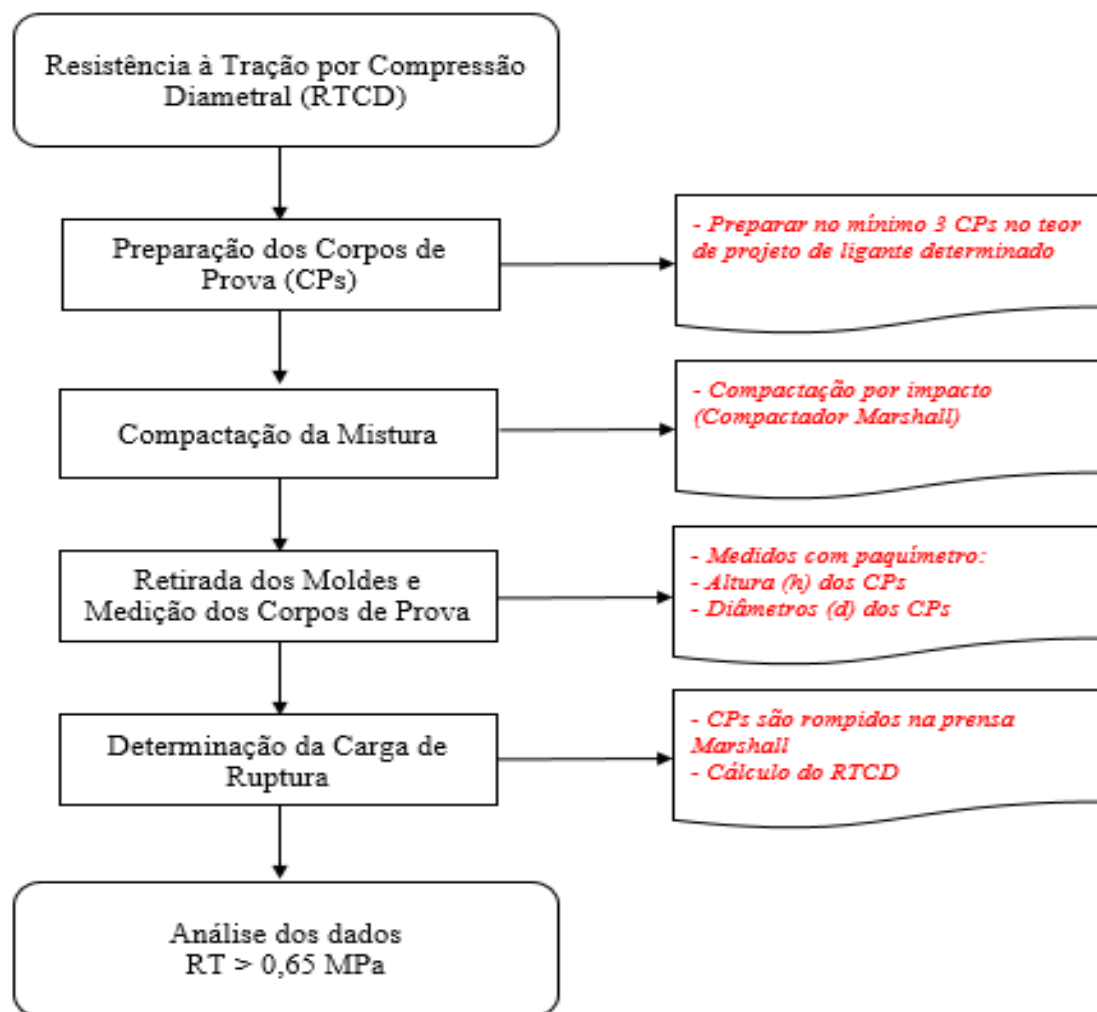 Resistência à Tração por Compressão
Diametral (RTCD)
Preparação dos Corpos de
Prova (CPs)
- Preparar no mínimo 3 CPs no teor
de projeto de ligante determinado
Compactação da Mistura
- Compactação por impacto
(Compactador Marshall)
Retirada dos Moldes e
Medição dos Corpos de Prova
- Medidos com paquímetro:
- Altura (h) dos CPs
- Diâmetros (d) dos CPs
Determinação da Carga de
Ruptura
- CPs são rompidos na prensa
Marshall
- Cálculo do RTCD
Análise dos dados
RT > 0,65 MPa